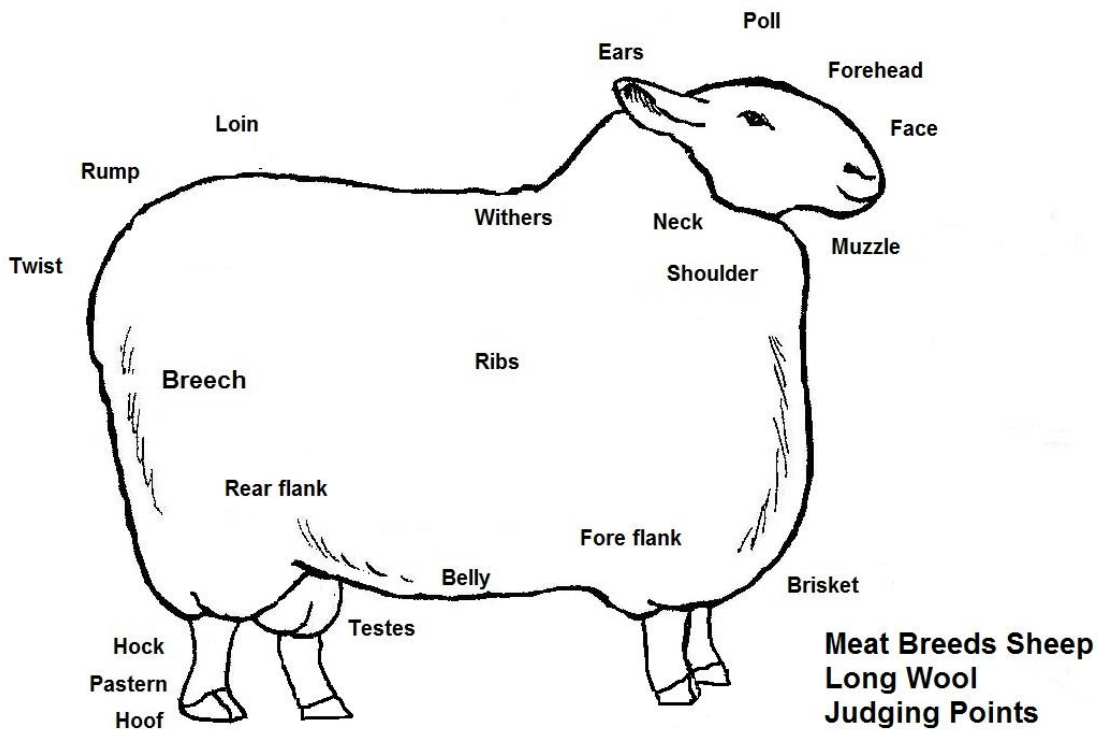 Poll
Ears
Forehead
Loin
Face
Rump
Withers
Neck
Muzzle
Twist
Shoulder
Ribs
Breech
Rear flank
Fore flank
Belly
Brisket
Testes
Hock
Pastern
Hoof
Meat Breeds Sheep
Long Wool
Judging Points